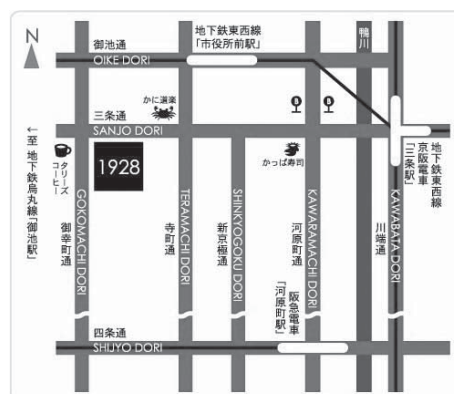 N
御池通
OIKE DORI
地下鉄東西線
「市役所前駅」
鴨川
かに道楽
B
B
三条通
SANJO DORI
地下鉄東西線
京阪電車
「三条駅」
←至 地下鉄烏丸線「御池駅」
タリーズ
コーヒー
1928
かっぱ寿司
御幸町通
GOKOMACHI DORI
寺町通
TERAMACHI DORI
新京極通
SHINKYOGOKU DORI
河原町通
KAWARAMACHI DORI
川端通
KAWABATA DORI
阪急電車
「河原町駅」
四条通
SHIJYO DORI